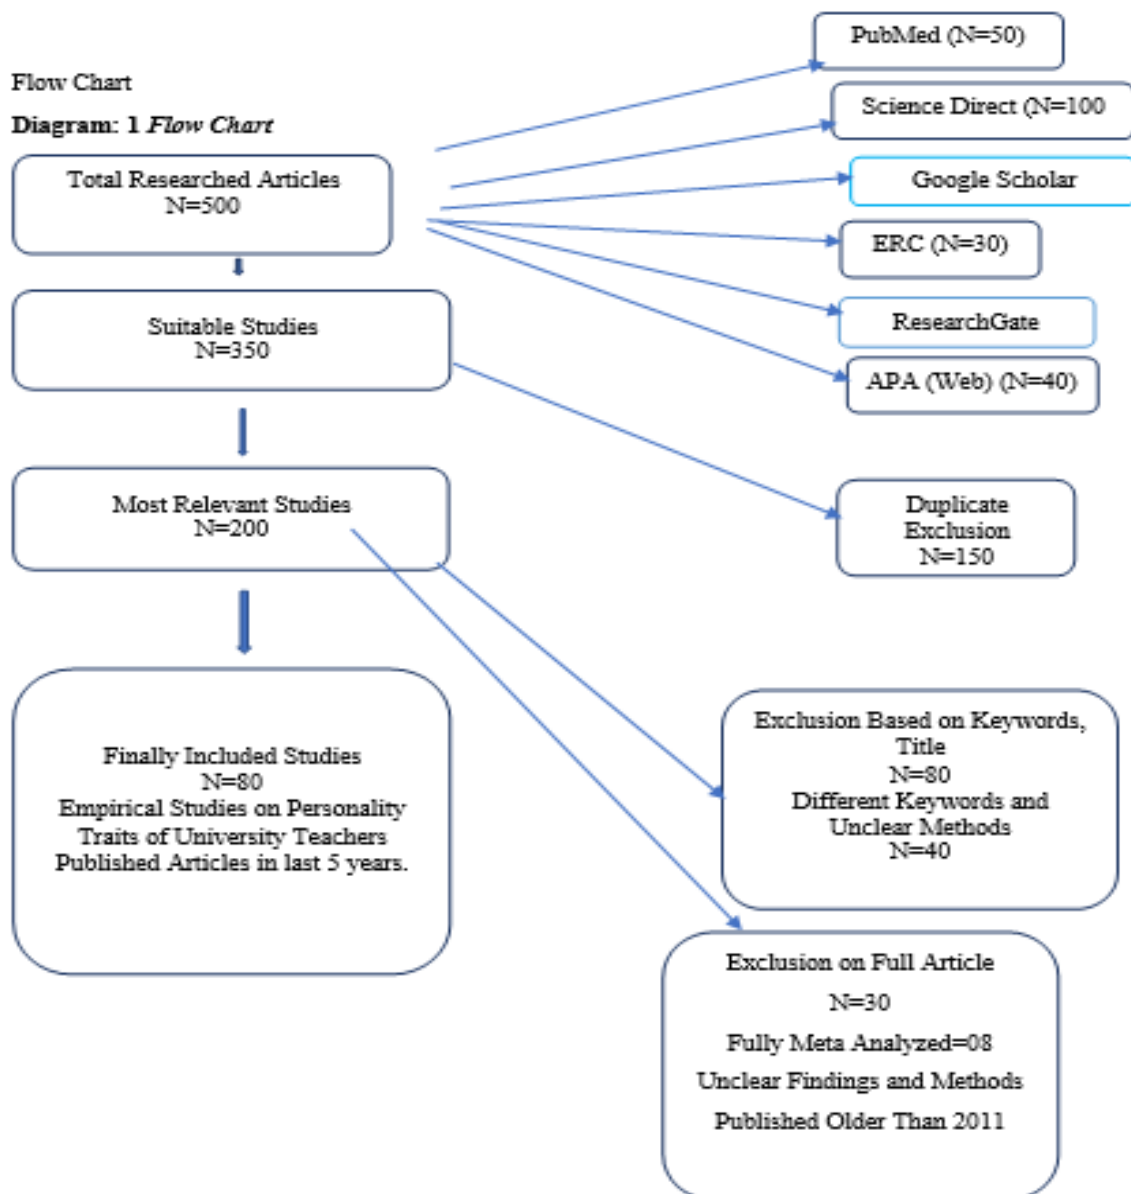 Flow Chart
Diagram: 1 Flow Chart
Total Researched Articles
N=500
PubMed (N=50)
Science Direct (N=100
Google Scholar
ERC (N=30)
ResearchGate
APA (Web) (N=40)
Suitable Studies
N=350
Duplicate
Exclusion
N=150
Most Relevant Studies
N=200
Exclusion Based on Keywords,
Title
N=80
Different Keywords and
Unclear Methods
N=40
Finally Included Studies
N=80
Empirical Studies on Personality
Traits of University Teachers
Published Articles in last 5 years.
Exclusion on Full Article
N=30
Fully Meta Analyzed=08
Unclear Findings and Methods
Published Older Than 2011